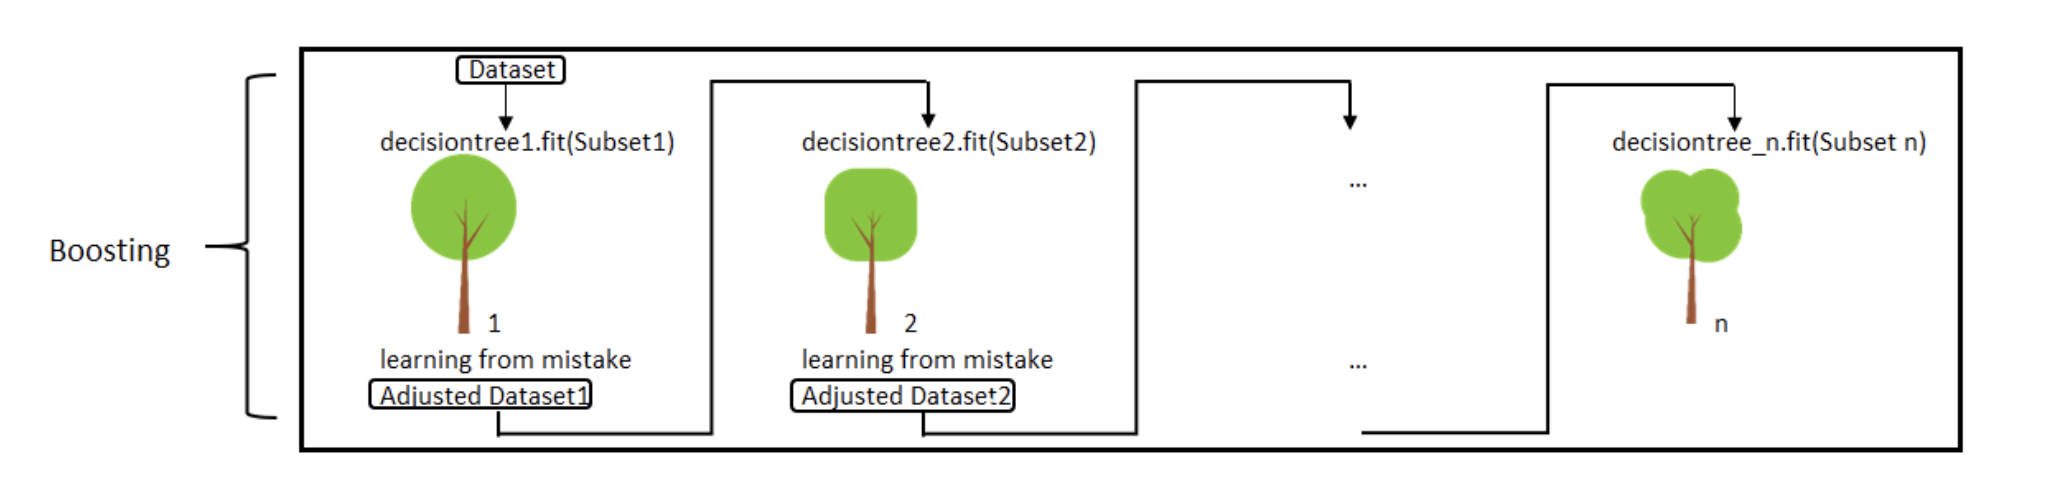 Boosting
Dataset
decisiontree1.fit(Subset1)
1
learning from mistake
Adjusted Dataset1
decisiontree2.fit(Subset2)
2
learning from mistake
Adjusted Dataset2
...
...
decisiontree_n.fit(Subset n)
n